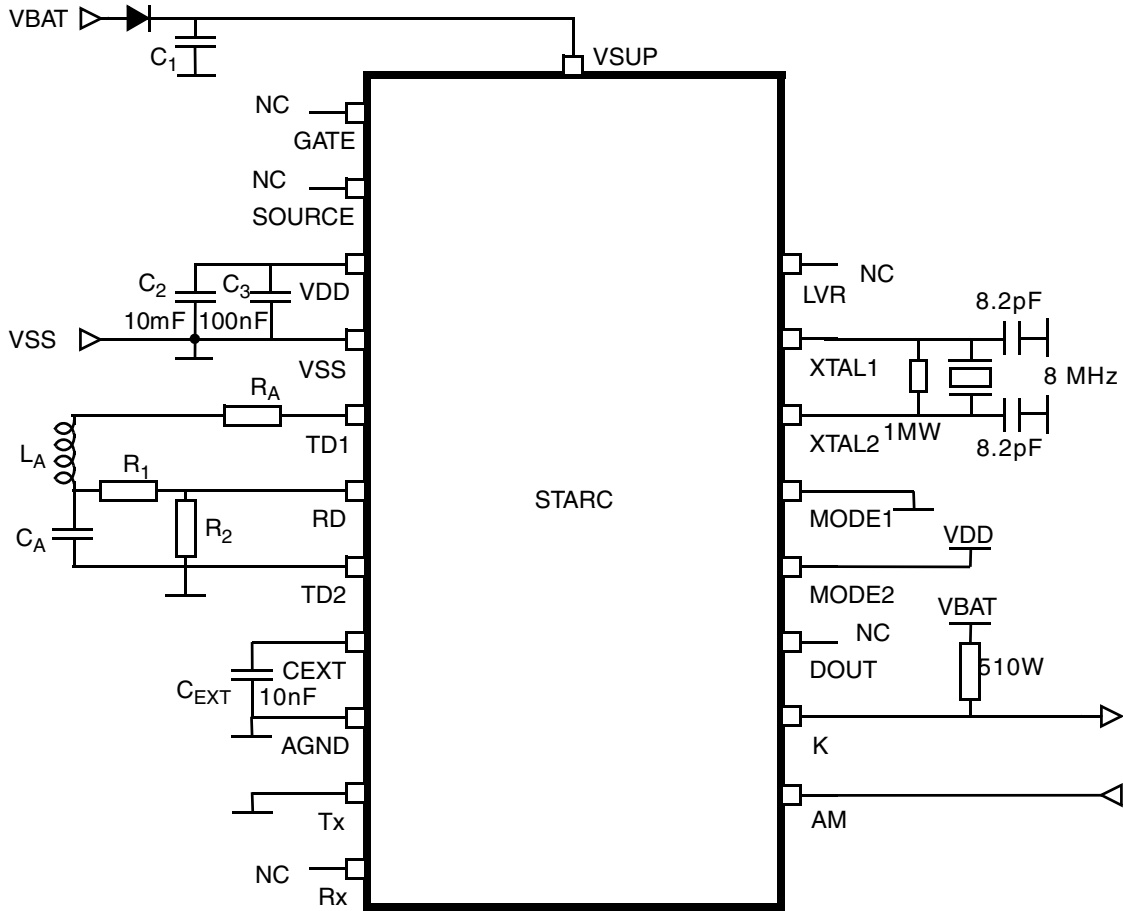 VBAT
C1
VSUP
NC
GATE
NC
SOURCE
C2
C3
VDD
10mF
100nF
VSS
VSS
RA
TD1
LA
R1
RD
R2
CA
TD2
CEXT
CEXT
10nF
AGND
Tx
NC
Rx
STARC
NC
LVR
8.2pF
XTAL1
8 MHz
XTAL2
1MW
8.2pF
MODE1
VDD
MODE2
VBAT
NC
DOUT
510W
K
AM